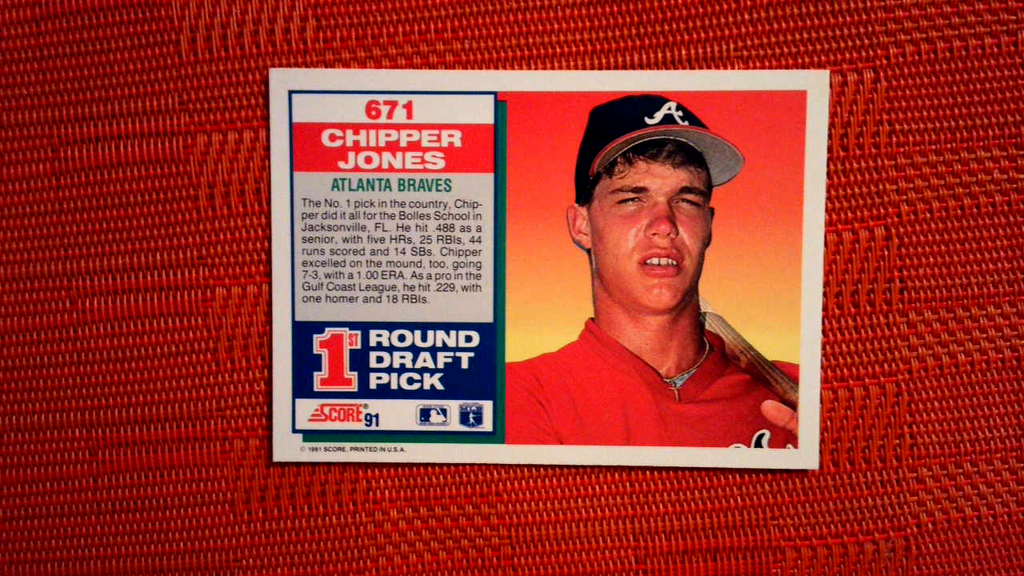 671
CHIPPER
JONES
ATLANTA BRAVES
The No. 1 pick in the country, Chip-
per did it all for the Bolles School in
Jacksonville, FL. He hit .488 as a
senior, with five HRs, 25 RBIs, 44
runs scored and 14 SBs. Chipper
excelled on the mound, too, going
7-3, with a 1.00 ERA. As a pro in the
Gulf Coast League, he hit .229, with
one homer and 18 RBIs.
1ST ROUND
DRAFT
PICK
SCORE® 91
© 1991 SCORE, PRINTED IN U.S.A.
A